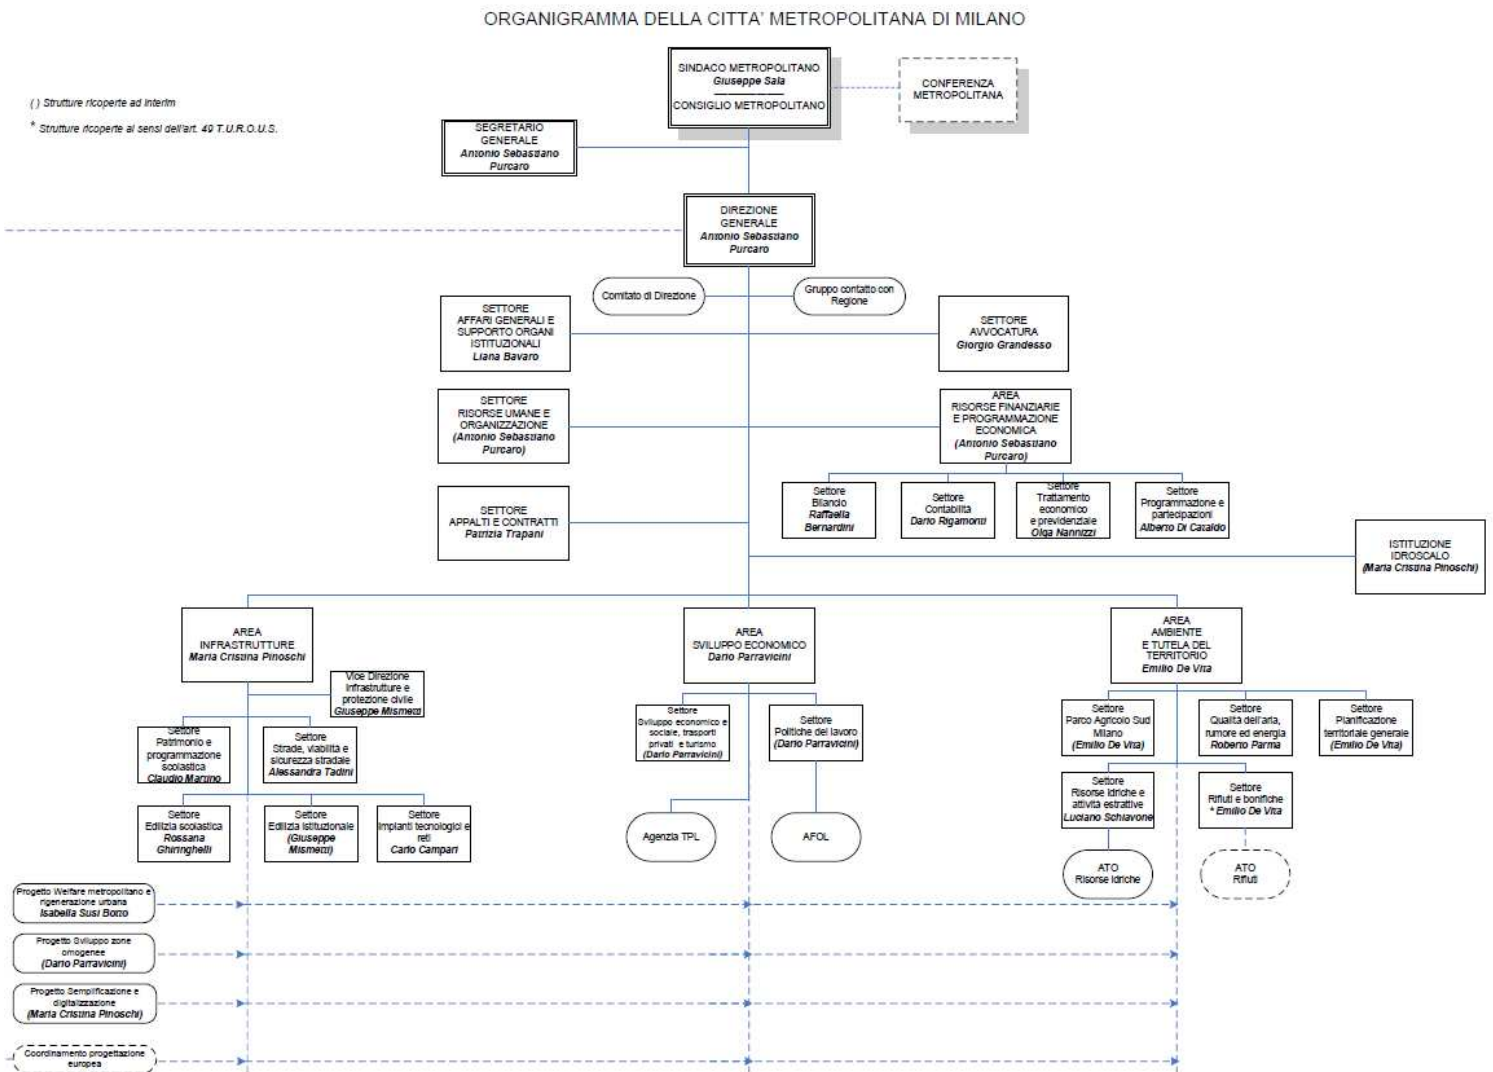 ORGANIGRAMMA DELLA CITTA' METROPOLITANA DI MILANO
SINDACO METROPOLITANO
Giuseppe Sala
CONSIGLIO METROPOLITANO
CONFERENZA
METROPOLITANA
( ) Strutture ricoperte ad interim
* Strutture ricoperte ai sensi dell'art. 49 T.U.R.O.U.S.
SEGRETARIO
GENERALE
Antonio Sebastiano
Purcaro
DIREZIONE
GENERALE
Antonio Sebastiano
Purcaro
Comitato di Direzione
Gruppo contatto con
Regione
SETTORE
AFFARI GENERALI E
SUPPORTO ORGANI
ISTITUZIONALI
Liana Bavaro
SETTORE
AVVOCATURA
Giorgio Grandesso
SETTORE
RISORSE UMANE E
ORGANIZZAZIONE
(Antonio Sebastiano
Purcaro)
AREA
RISORSE FINANZIARIE
E PROGRAMMAZIONE
ECONOMICA
(Antonio Sebastiano
Purcaro)
Settore
Bilancio
Raffaella
Bernardini
Settore
Contabilità
Dario Rigamonti
Settore
Trattamento
economico
e previdenziale
Olga Nannizzi
Settore
Programmazione e
partecipazioni
Alberto Di Cataldo
SETTORE
APPALTI E CONTRATTI
Patrizia Trapani
ISTITUZIONE
IDROSCALO
(Maria Cristina Pinoschi)
AREA
INFRASTRUTTURE
Maria Cristina Pinoschi
AREA
SVILUPPO ECONOMICO
Dario Parravicini
AREA
AMBIENTE
E TUTELA DEL
TERRITORIO
Emilio De Vita
Vice Direzione
Infrastrutture e
protezione civile
Giuseppe Mismetti
Settore
Patrimonio e
programmazione
scolastica
Claudio Martino
Settore
Strade, viabilità e
sicurezza stradale
Alessandra Tadini
Settore
Sviluppo economico e
sociale, trasporti
privati e turismo
(Dario Parravicini)
Settore
Politiche del lavoro
(Dario Parravicini)
Settore
Parco Agricolo Sud
Milano
(Emilio De Vita)
Settore
Qualità dell'aria,
rumore ed energia
Roberto Parma
Settore
Pianificazione
territoriale generale
(Emilio De Vita)
Settore
Edilizia scolastica
Rossana
Ghiringhelli
Settore
Edilizia Istituzionale
(Giuseppe
Mismetti)
Settore
Impianti tecnologici e
reti
Carlo Campari
Agenzia TPL
AFOL
Settore
Risorse idriche e
attività estrattive
Luciano Schiavone
Settore
Rifiuti e bonifiche
* Emilio De Vita
ATO
Risorse idriche
ATO
Rifiuti
Progetto Welfare metropolitano e
rigenerazione urbana
Isabella Susi Botto
Progetto Sviluppo zone
omogenee
(Dario Parravicini)
Progetto Semplificazione e
digitalizzazione
(Maria Cristina Pinoschi)
Coordinamento progettazione
europea